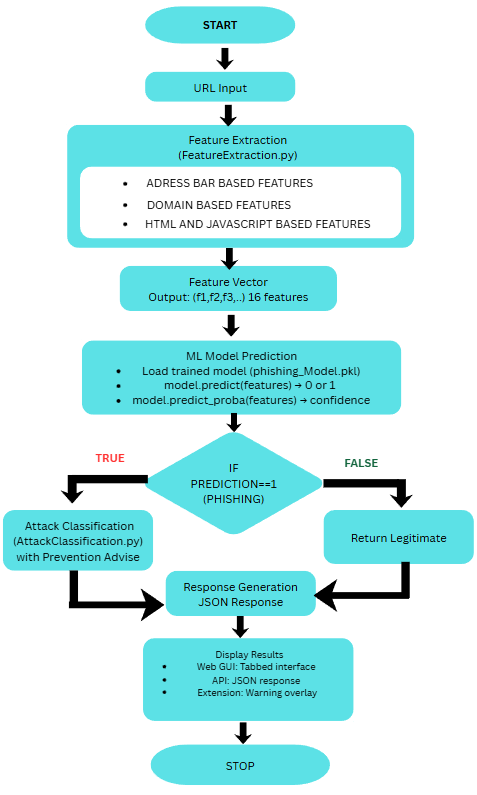 START
URL Input
Feature Extraction
(FeatureExtraction.py)
• ADRESS BAR BASED FEATURES
• DOMAIN BASED FEATURES
• HTML AND JAVASCRIPT BASED FEATURES
Feature Vector
Output: (f1,f2,f3,..) 16 features
ML Model Prediction
• Load trained model (phishing_Model.pkl)
• model.predict(features) → 0 or 1
• model.predict_proba(features) → confidence
IF
PREDICTION==1
(PHISHING)
TRUE
FALSE
Attack Classification
(AttackClassification.py)
with Prevention Advise
Return Legitimate
Response Generation
JSON Response
Display Results
• Web GUI: Tabbed interface
• API: JSON response
• Extension: Warning overlay
STOP